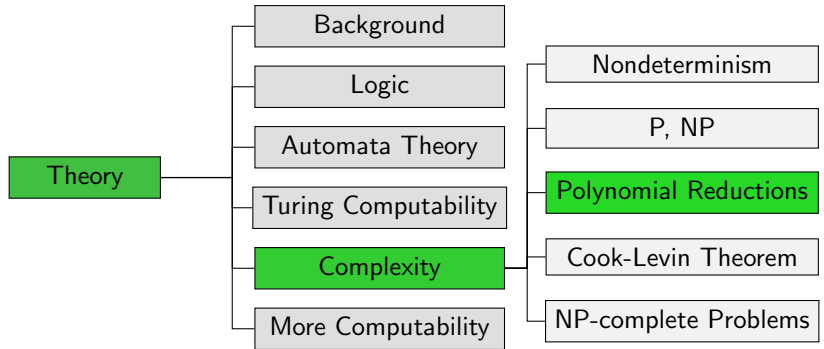 Theory
Background
Logic
Automata Theory
Turing Computability
Complexity
More Computability
Nondeterminism
P, NP
Polynomial Reductions
Cook-Levin Theorem
NP-complete Problems